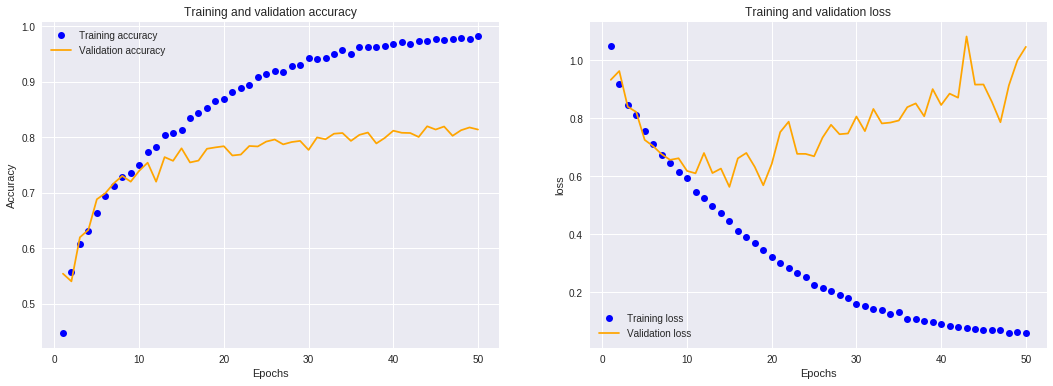 Training and validation accuracy
1.0
0.9
0.8
0.7
0.6
0.5
Accuracy
Training accuracy
Validation accuracy
0
10
20
30
40
50
Epochs
Training and validation loss
1.0
0.8
0.6
0.4
0.2
loss
Training loss
Validation loss
0
10
20
30
40
50
Epochs